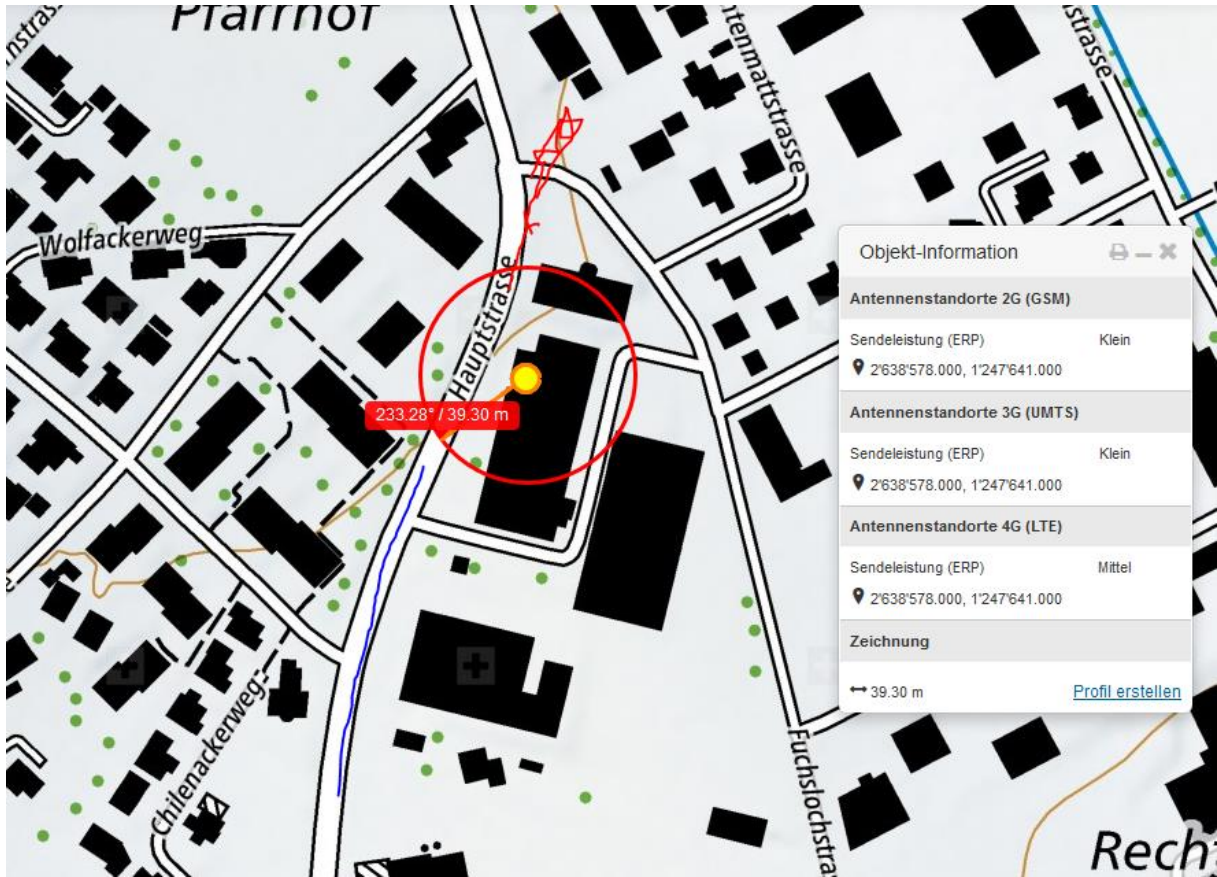 Pfarrhof
Wolfackerweg
Hauptstrasse
233.28° / 39.30 m
Chilenackerweg
Fuchslochstras
Recht
Objekt-Information
Antennenstandorte 2G (GSM)
Sendeleistung (ERP) Klein
2'638'578.000, 1'247'641.000
Antennenstandorte 3G (UMTS)
Sendeleistung (ERP) Klein
2'638'578.000, 1'247'641.000
Antennenstandorte 4G (LTE)
Sendeleistung (ERP) Mittel
2'638'578.000, 1'247'641.000
Zeichnung
39.30 m Profil erstellen